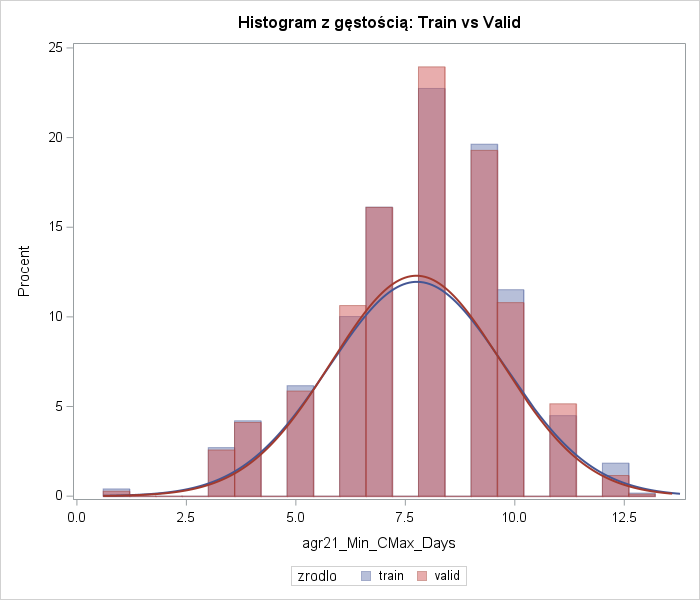 Histogram z gęstością: Train vs Valid
25
20
15
10
5
0
Procent
0.0 2.5 5.0 7.5 10.0 12.5
agr21_Min_CMax_Days
zrodlo train valid